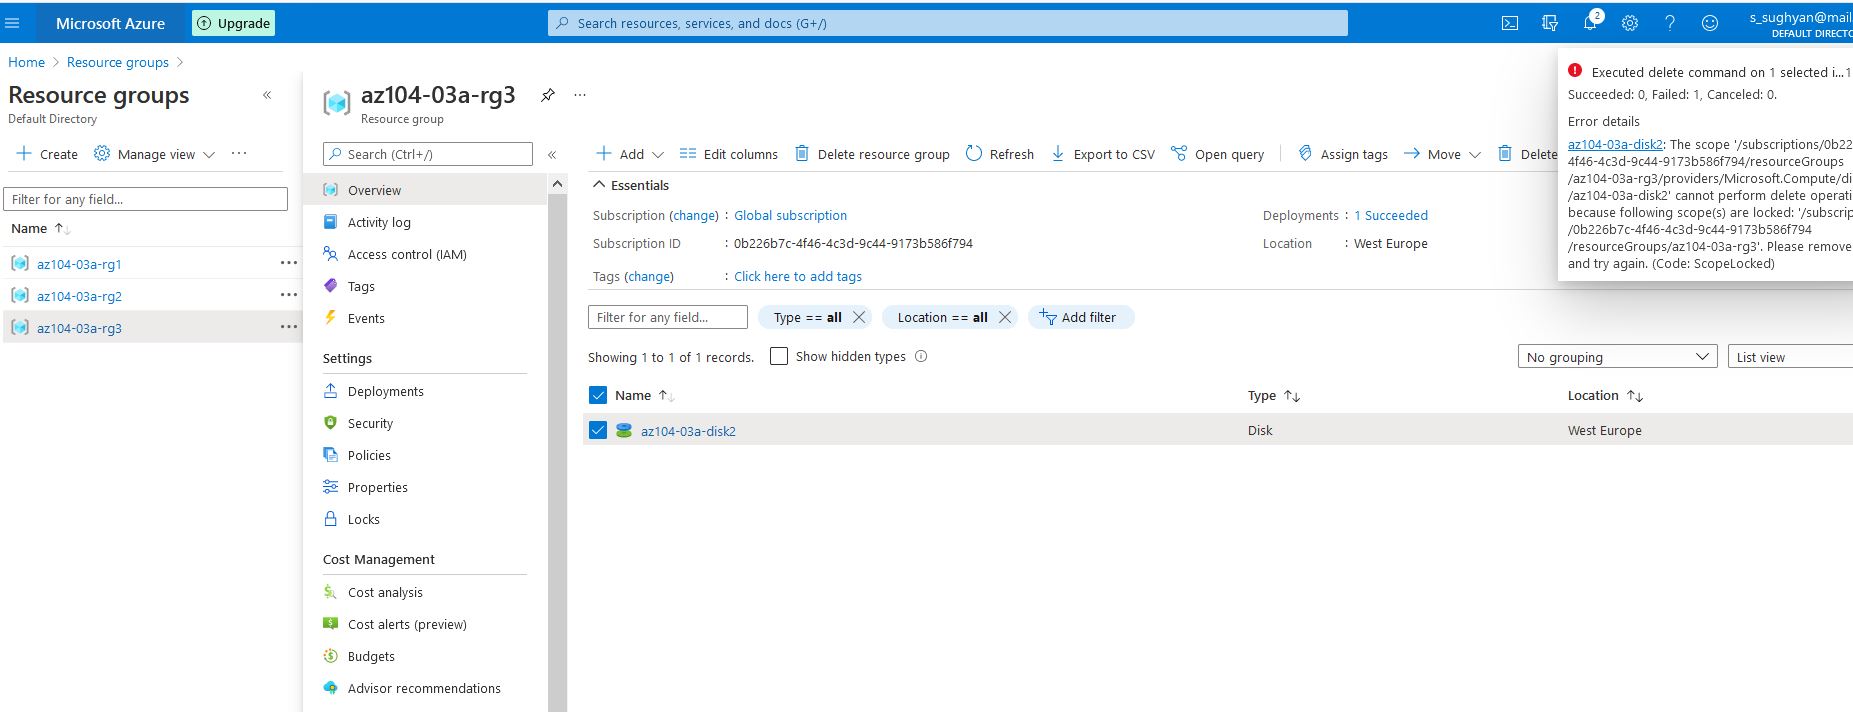 Microsoft Azure
Upgrade
Search resources, services, and docs (G+/)
2
s_sughyan@mail
DEFAULT DIRECTO
Home > Resource groups >
Resource groups
Default Directory
Create Manage view ...
Filter for any field...
Name
az104-03a-rg1 ...
az104-03a-rg2 ...
az104-03a-rg3 ...
az104-03a-rg3 ...
Resource group
Search (Ctrl+/)
Overview
Activity log
Access control (IAM)
Tags
Events
Settings
Deployments
Security
Policies
Properties
Locks
Cost Management
Cost analysis
Cost alerts (preview)
Budgets
Advisor recommendations
Add Edit columns Delete resource group Refresh Export to CSV Open query Assign tags Move Delete
Essentials
Subscription (change) : Global subscription
Deployments : 1 Succeeded
Subscription ID : 0b226b7c-4f46-4c3d-9c44-9173b586f794
Location : West Europe
Tags (change) : Click here to add tags
Filter for any field... Type == all Location == all Add filter
Showing 1 to 1 of 1 records. Show hidden types
No grouping List view
Name Type Location
az104-03a-disk2 Disk West Europe
Executed delete command on 1 selected i... 1
Succeeded: 0, Failed: 1, Canceled: 0.
Error details
az104-03a-disk2: The scope '/subscriptions/0b22
4f46-4c3d-9c44-9173b586f794/resourceGroups
/az104-03a-rg3/providers/Microsoft.Compute/di
/az104-03a-disk2' cannot perform delete operati
because following scope(s) are locked: '/subscrip
/0b226b7c-4f46-4c3d-9c44-9173b586f794
/resourceGroups/az104-03a-rg3'. Please remove
and try again. (Code: ScopeLocked)